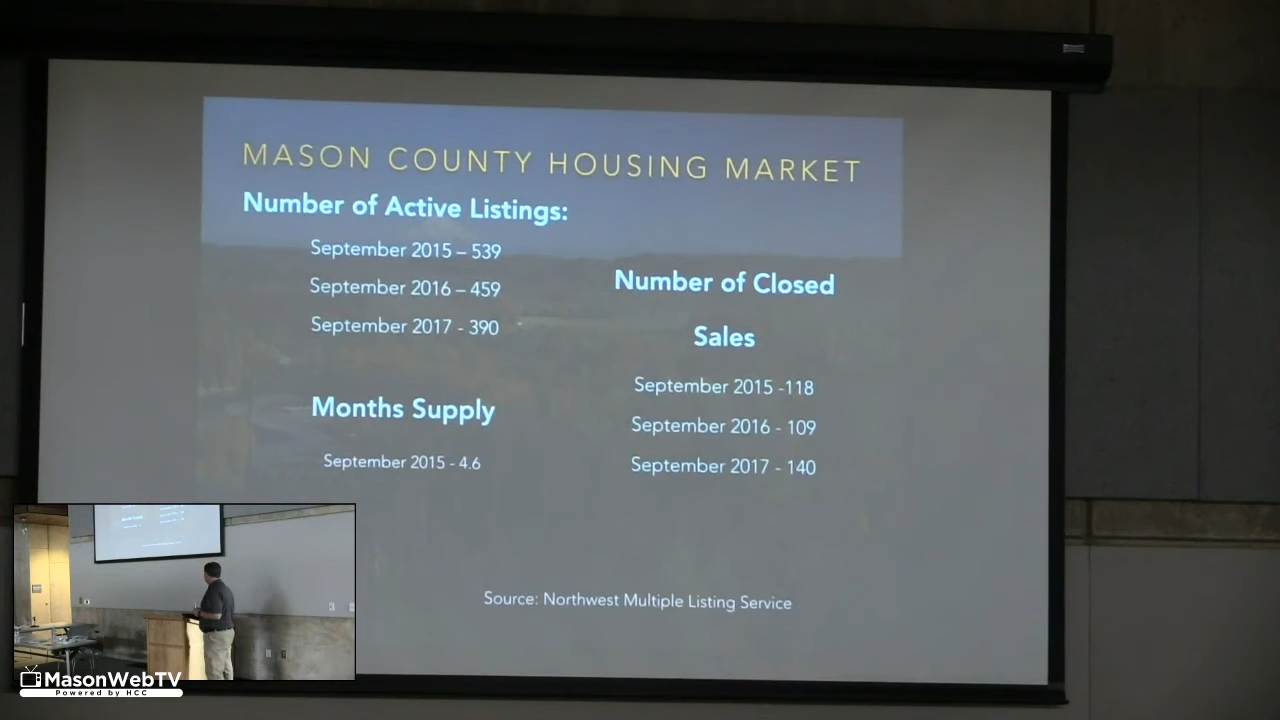 MASON COUNTY HOUSING MARKET
Number of Active Listings:
September 2015 – 539
September 2016 – 459
September 2017 - 390
Months Supply
September 2015 - 4.6
Number of Closed
Sales
September 2015 -118
September 2016 - 109
September 2017 - 140
Source: Northwest Multiple Listing Service
MasonWebTV
Powered by HCC